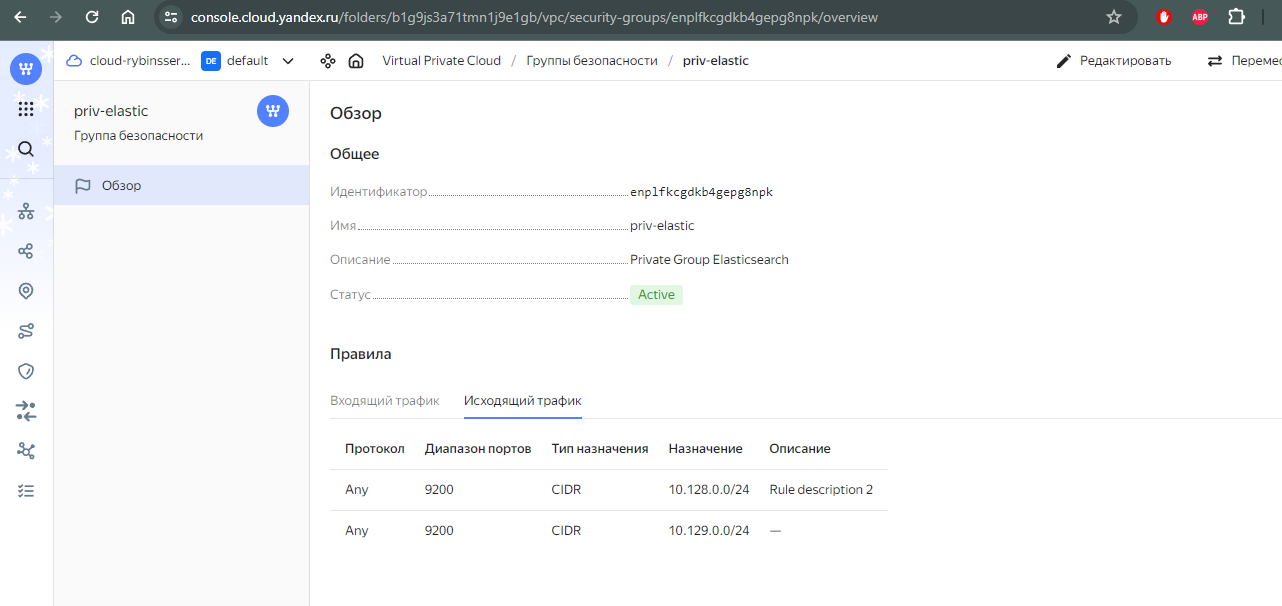 console.cloud.yandex.ru/folders/b1g9js3a71tmn1j9e1gb/vpc/security-groups/enplfkcgdkb4gepg8npk/overview
ABP
cloud-rybinsser... DE default Virtual Private Cloud / Группы безопасности / priv-elastic Редактировать Перемес
priv-elastic
Группа безопасности
Обзор
Обзор
Общее
Идентификатор enplfkcgdkb4gepg8npk
Имя priv-elastic
Описание Private Group Elasticsearch
Статус Active
Правила
Входящий трафик Исходящий трафик
Протокол Диапазон портов Тип назначения Назначение Описание
Any 9200 CIDR 10.128.0.0/24 Rule description 2
Any 9200 CIDR 10.129.0.0/24 —